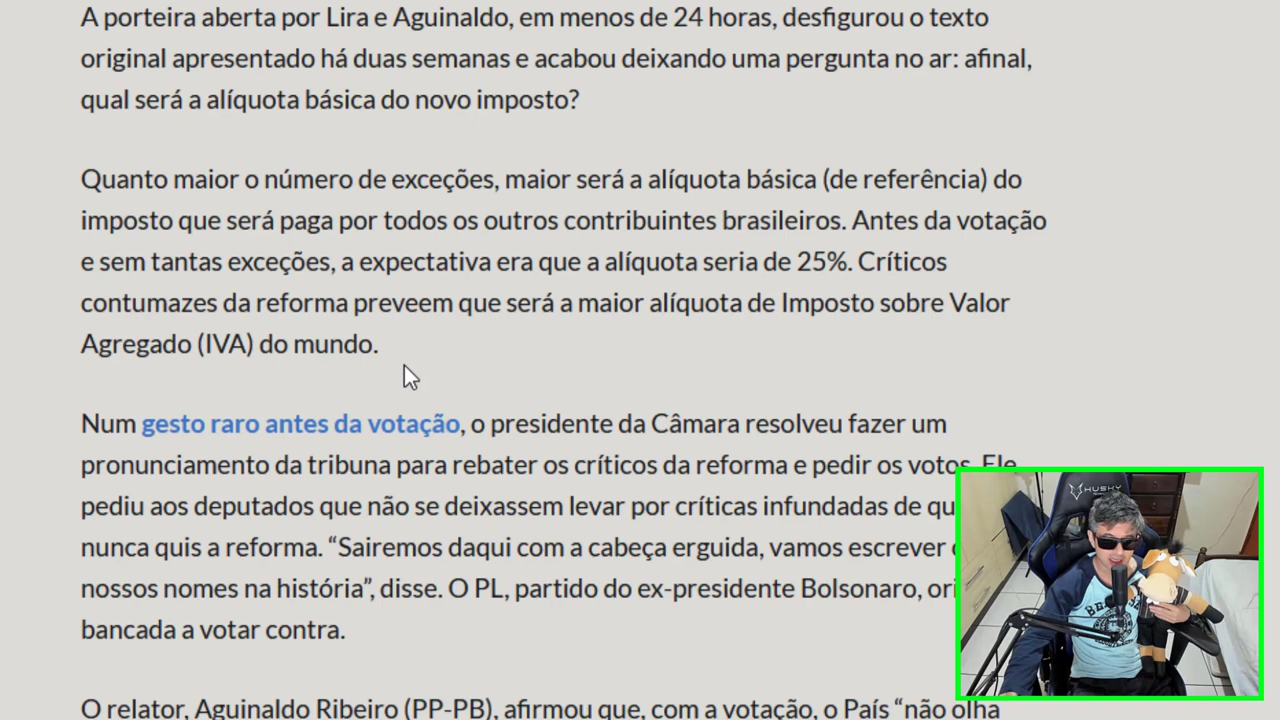 A porteira aberta por Lira e Aguinaldo, em menos de 24 horas, desfigurou o texto
original apresentado há duas semanas e acabou deixando uma pergunta no ar: afinal,
qual será a alíquota básica do novo imposto?
Quanto maior o número de exceções, maior será a alíquota básica (de referência) do
imposto que será paga por todos os outros contribuintes brasileiros. Antes da votação
e sem tantas exceções, a expectativa era que a alíquota seria de 25%. Críticos
contumazes da reforma preveem que será a maior alíquota de Imposto sobre Valor
Agregado (IVA) do mundo.
Num gesto raro antes da votação, o presidente da Câmara resolveu fazer um
pronunciamento da tribuna para rebater os críticos da reforma e pedir os votos. Ele
pediu aos deputados que não se deixassem levar por críticas infundadas de
nunca quis a reforma. “Sairemos daqui com a cabeça erguida, vamos escrever
nossos nomes na história”, disse. O PL, partido do ex-presidente Bolsonaro,
bancada a votar contra.
O relator, Aguinaldo Ribeiro (PP-PB), afirmou que, com a votação, o País “não olha
HUSKY